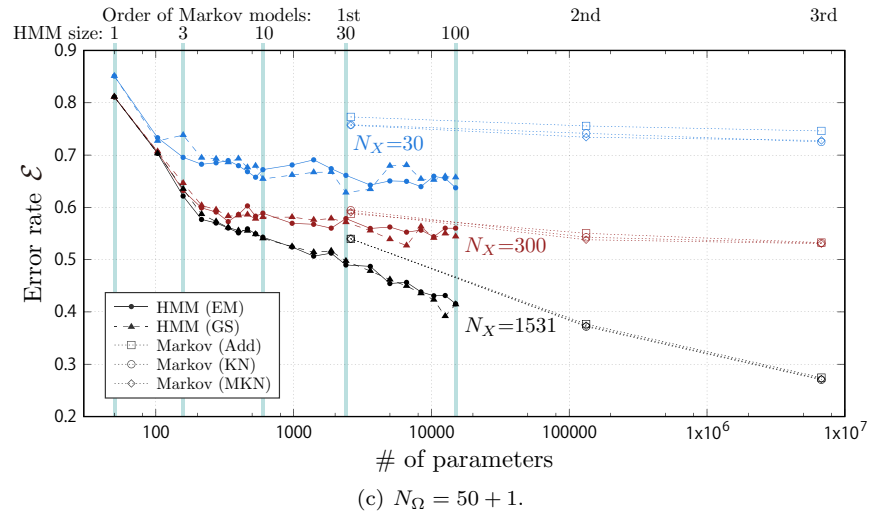 Order of Markov models: 1st 2nd 3rd
HMM size: 1 3 10 30 100
0.9
0.8
0.7
0.6
0.5
0.4
0.3
0.2
Error rate ℰ
N_X=30
N_X=300
N_X=1531
HMM (EM)
HMM (GS)
Markov (Add)
Markov (KN)
Markov (MKN)
100 1000 10000 100000 1x10^6 1x10^7
# of parameters
(c) N_Ω = 50 + 1.